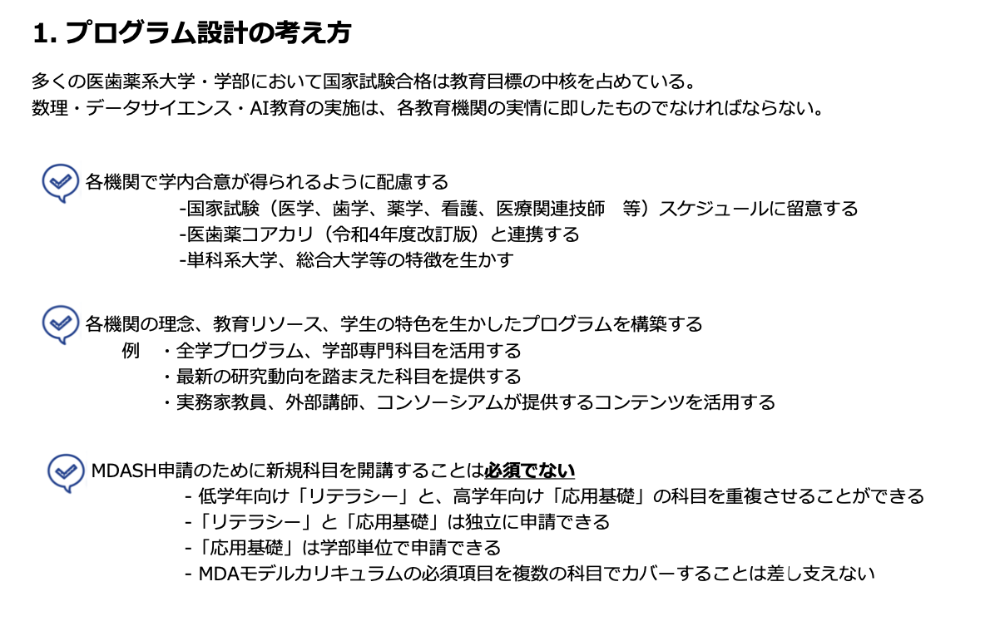 1. プログラム設計の考え方
多くの医歯薬系大学・学部において国家試験合格は教育目標の中核を占めている。
数理・データサイエンス・AI教育の実施は、各教育機関の実情に即したものでなければならない。
各機関で学内合意が得られるように配慮する
-国家試験（医学、歯学、薬学、看護、医療関連技師　等）スケジュールに留意する
-医歯薬コアカリ（令和4年度改訂版）と連携する
-単科系大学、総合大学等の特徴を生かす
各機関の理念、教育リソース、学生の特色を生かしたプログラムを構築する
例　・全学プログラム、学部専門科目を活用する
・最新の研究動向を踏まえた科目を提供する
・実務家教員、外部講師、コンソーシアムが提供するコンテンツを活用する
MDASH申請のために新規科目を開講することは必須でない
- 低学年向け「リテラシー」と、高学年向け「応用基礎」の科目を重複させることができる
-「リテラシー」と「応用基礎」は独立に申請できる
-「応用基礎」は学部単位で申請できる
- MDAモデルカリキュラムの必須項目を複数の科目でカバーすることは差し支えない